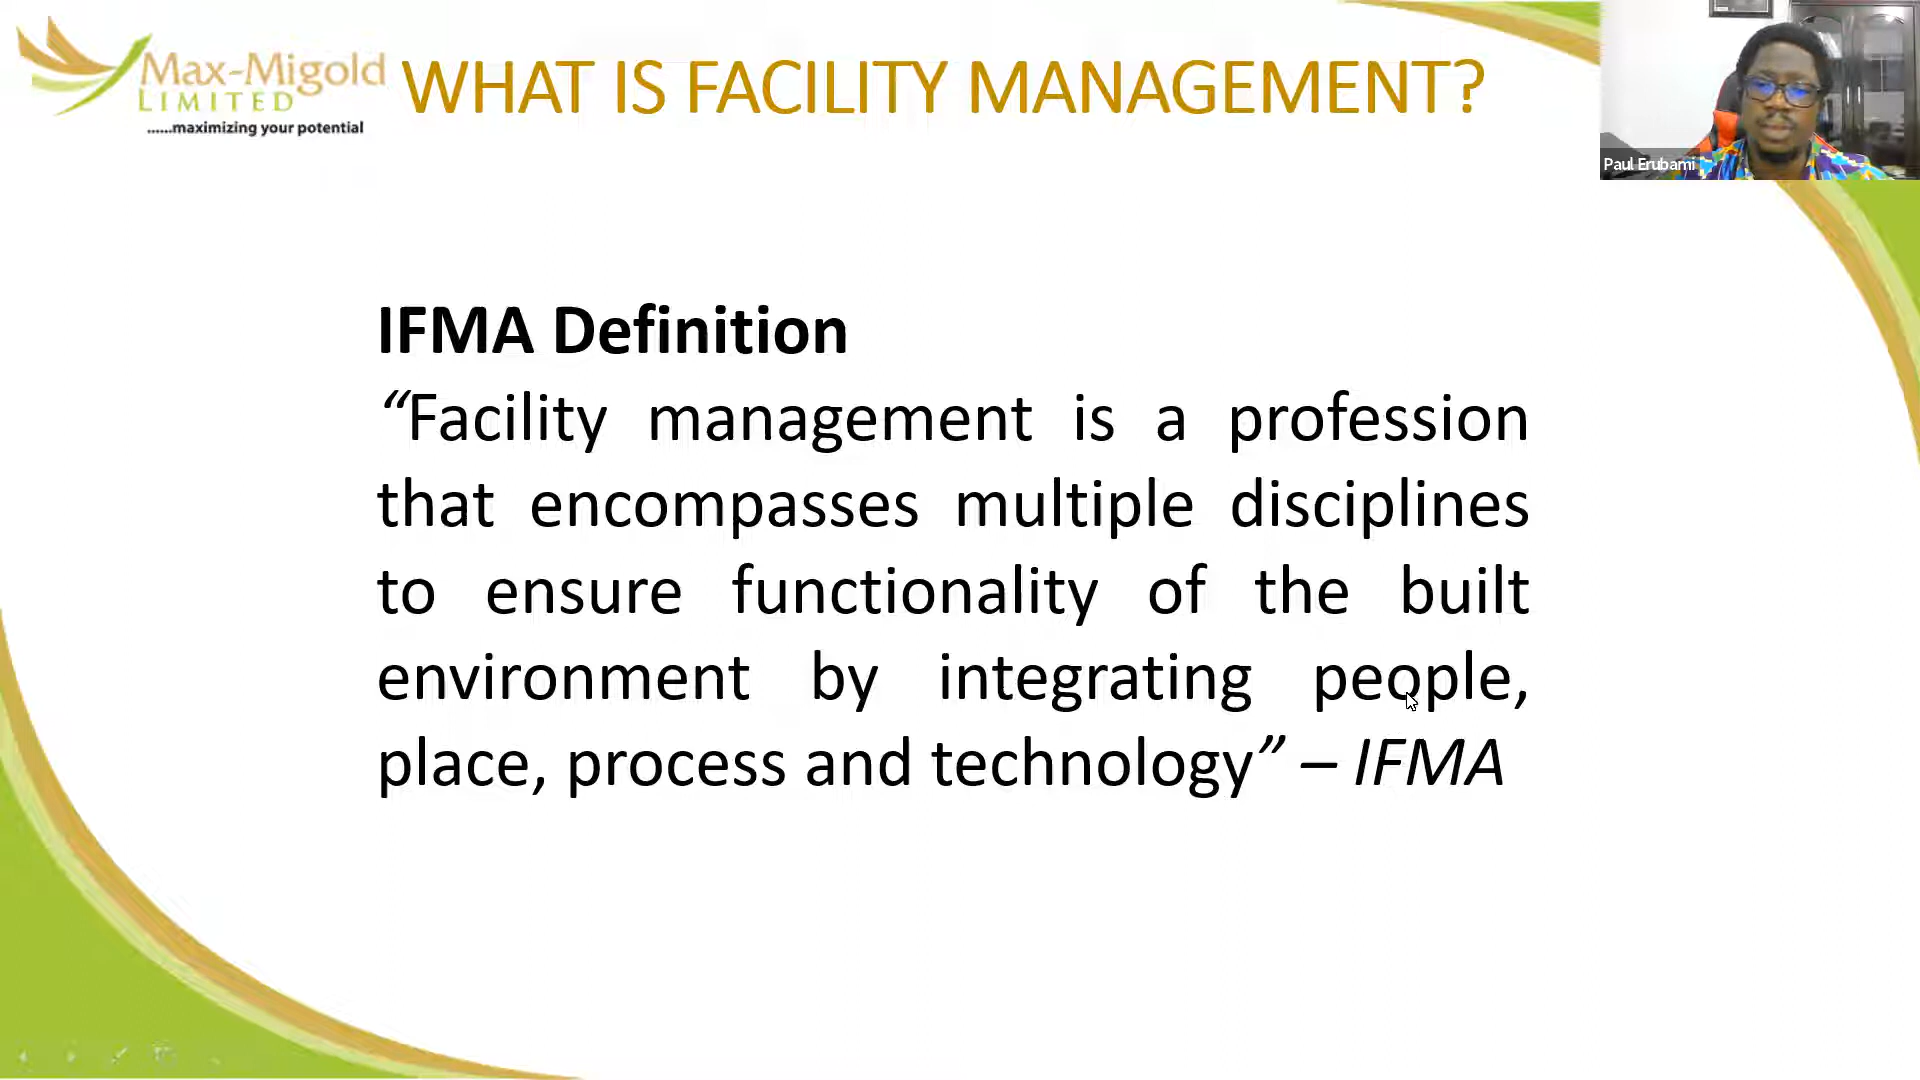 Max-Migold
LIMITED
......maximizing your potential
WHAT IS FACILITY MANAGEMENT?
Paul Erubami
IFMA Definition
“Facility management is a profession
that encompasses multiple disciplines
to ensure functionality of the built
environment by integrating people,
place, process and technology” – IFMA